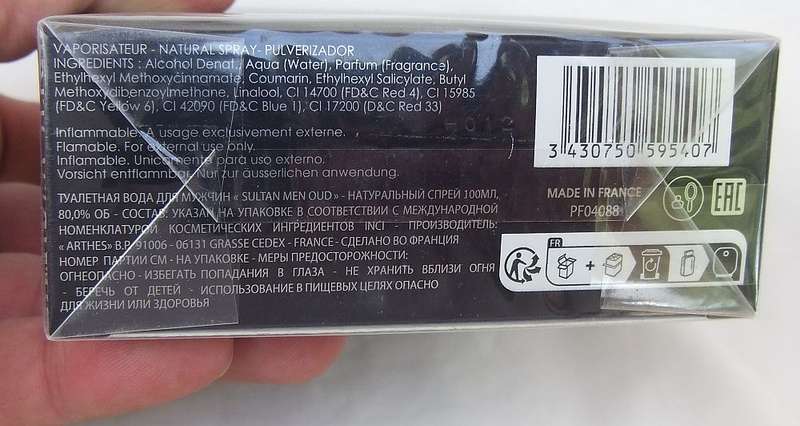 VAPORISATEUR - NATURAL SPRAY- PULVERIZADOR
INGREDIENTS : Alcohol Denat., Aqua (Water), Parfum (Fragrance),
Ethylhexyl Methoxycinnamate, Coumarin, Ethylhexyl Salicylate, Butyl
Methoxydibenzoylmethane, Linalool, CI 14700 (FD&C Red 4), CI 15985
(FD&C Yellow 6), CI 42090 (FD&C Blue 1), CI 17200 (D&C Red 33)
Inflammable. A usage exclusivement externe.
Flamable. For external use only.
Inflamable. Unicamente para uso externo.
Vorsicht entflammbar. Nur zur äusserlichen anwendung.
ТУАЛЕТНАЯ ВОДА ДЛЯ МУЖЧИН « SULTAN MEN OUD» - НАТУРАЛЬНЫЙ СПРЕЙ 100МЛ,
80,0% ОБ - СОСТАВ: УКАЗАН НА УПАКОВКЕ В СООТВЕТСТВИИ С МЕЖДУНАРОДНОЙ
НОМЕНКЛАТУРОЙ КОСМЕТИЧЕСКИХ ИНГРЕДИЕНТОВ INCI - ПРОИЗВОДИТЕЛЬ:
« ARTHES» B.P. 91006 - 06131 GRASSE CEDEX - FRANCE - СДЕЛАНО ВО ФРАНЦИИ
НОМЕР ПАРТИИ СМ - НА УПАКОВКЕ - МЕРЫ ПРЕДОСТОРОЖНОСТИ:
ОГНЕОПАСНО - ИЗБЕГАТЬ ПОПАДАНИЯ В ГЛАЗА - НЕ ХРАНИТЬ ВБЛИЗИ ОГНЯ
- БЕРЕЧЬ ОТ ДЕТЕЙ - ИСПОЛЬЗОВАНИЕ В ПИЩЕВЫХ ЦЕЛЯХ ОПАСНО
ДЛЯ ЖИЗНИ ИЛИ ЗДОРОВЬЯ
3 430750 595407
MADE IN FRANCE
PF04088
EAC
FR